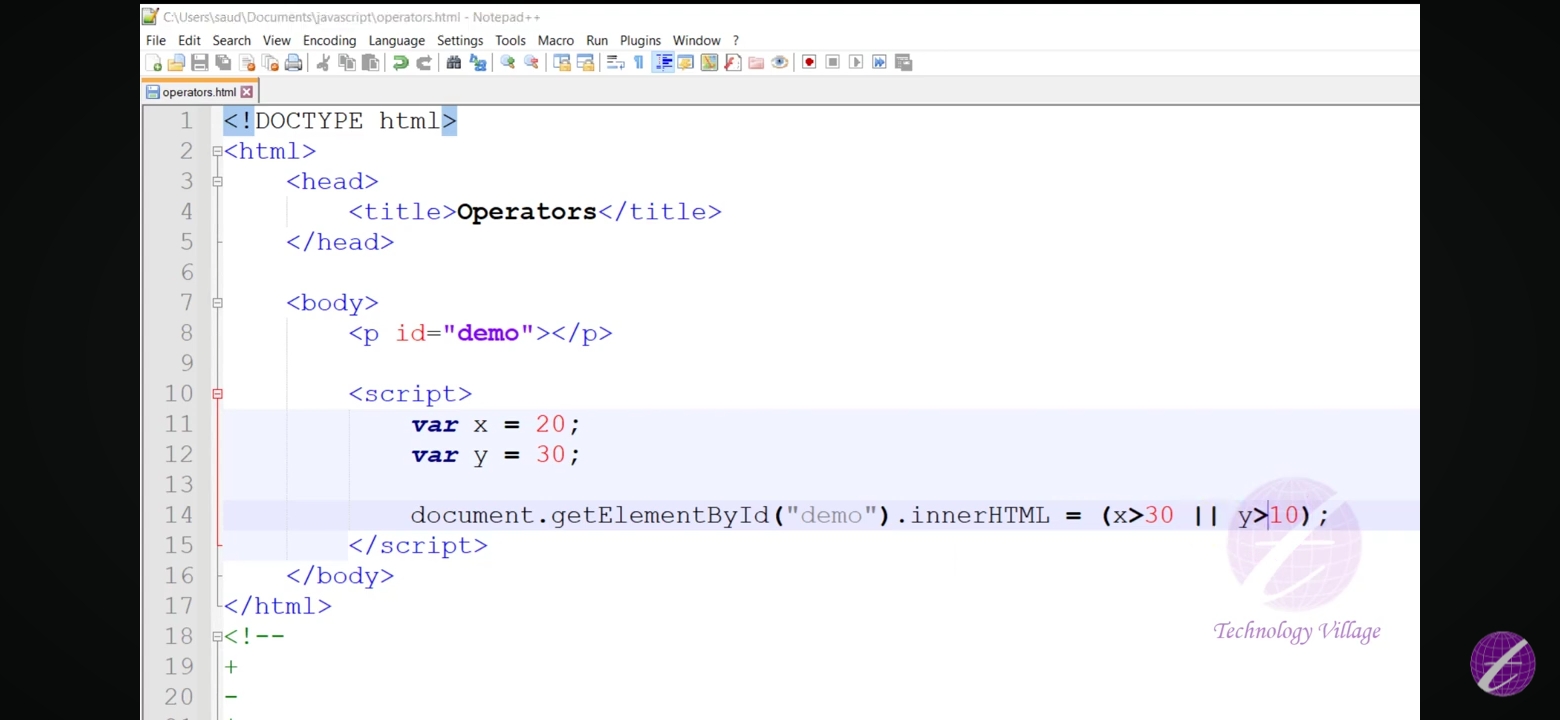 C:\Users\saud\Documents\javascript\operators.html - Notepad++
File Edit Search View Encoding Language Settings Tools Macro Run Plugins Window ?
operators.html
1 <!DOCTYPE html>
2 <html>
3 <head>
4 <title>Operators</title>
5 </head>
6
7 <body>
8 <p id="demo"></p>
9
10 <script>
11 var x = 20;
12 var y = 30;
13
14 document.getElementById("demo").innerHTML = (x>30 || y>10);
15 </script>
16 </body>
17 </html>
18 <!--
19 +
20 -
Technology Village